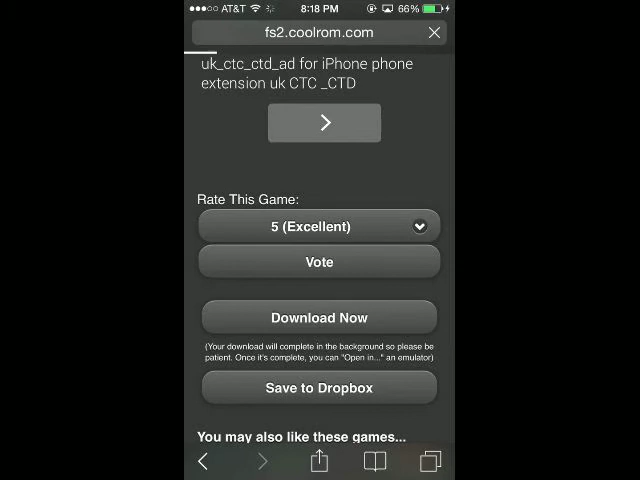 AT&T 8:18 PM 66%
fs2.coolrom.com
uk_ctc_ctd_ad for iPhone phone
extension uk CTC _CTD
Rate This Game:
5 (Excellent)
Vote
Download Now
(Your download will complete in the background so please be
patient. Once it's complete, you can "Open in..." an emulator)
Save to Dropbox
You may also like these games...